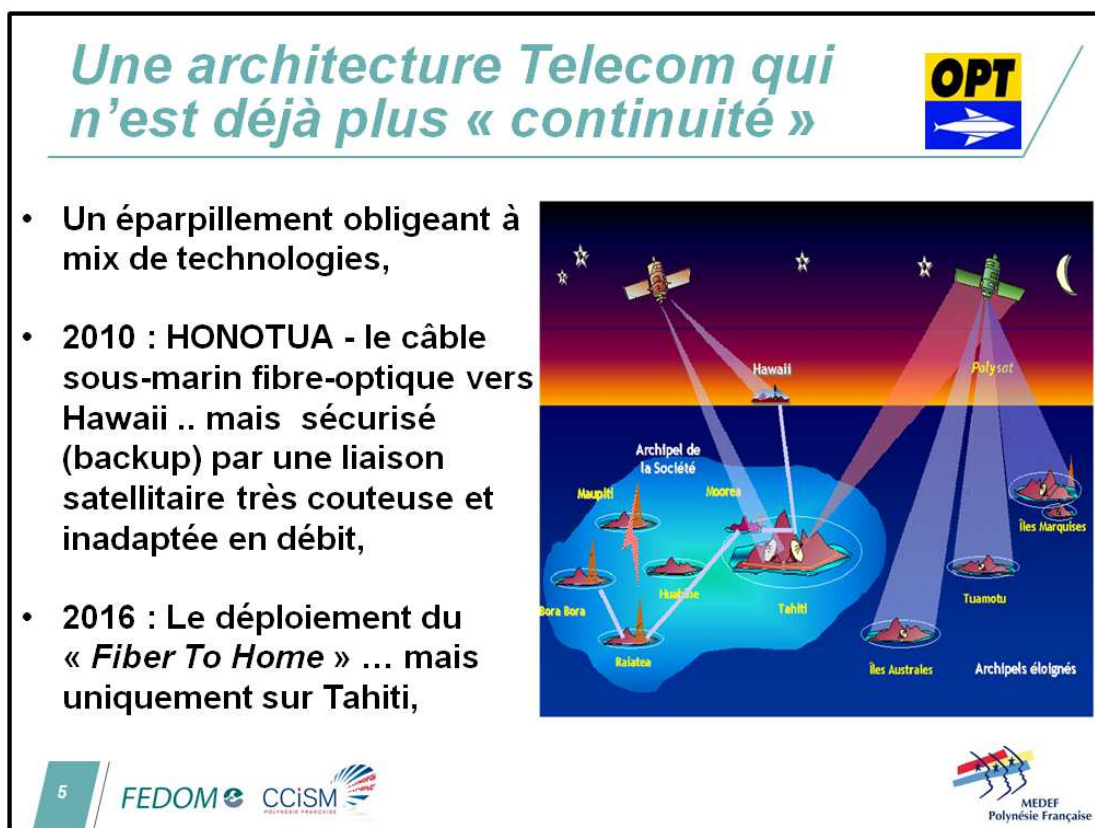 Une architecture Telecom qui
n'est déjà plus « continuité »
OPT
• Un éparpillement obligeant à
mix de technologies,
• 2010 : HONOTUA - le câble
sous-marin fibre-optique vers
Hawaii .. mais sécurisé
(backup) par une liaison
satellitaire très couteuse et
inadaptée en débit,
• 2016 : Le déploiement du
« Fiber To Home » ... mais
uniquement sur Tahiti,
Hawaii
Polysat
Archipel de
la Société
Maupiti
Moorea
Îles Marquises
Huahine
Bora Bora
Tahiti
Tuamotu
Raiatea
Îles Australes
Archipels éloignés
5
FEDOM
CCiSM
POLYNÉSIE FRANÇAISE
MEDEF
Polynésie Française